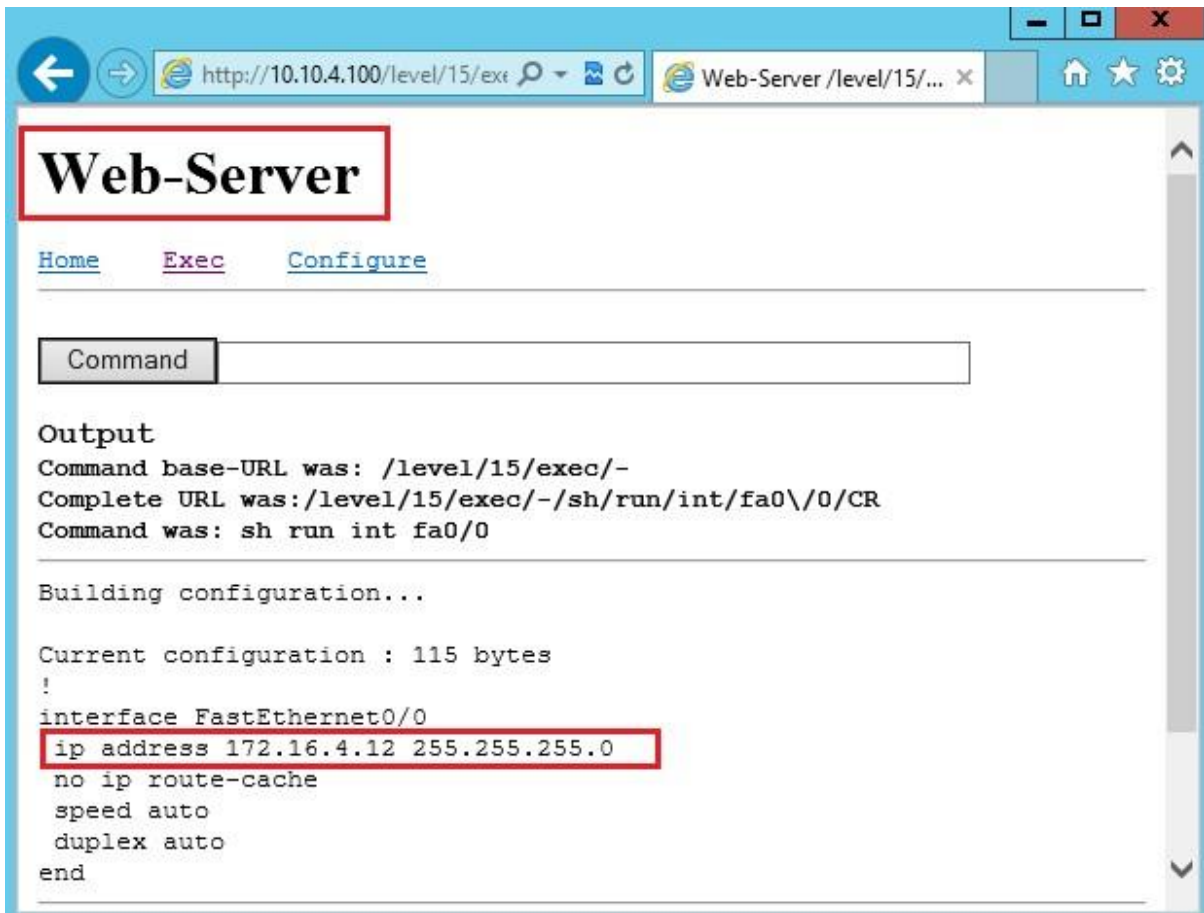 http://10.10.4.100/level/15/exe
Web-Server /level/15/...
Web-Server
Home Exec Configure
Command
Output
Command base-URL was: /level/15/exec/-
Complete URL was:/level/15/exec/-/sh/run/int/fa0\/0/CR
Command was: sh run int fa0/0
Building configuration...
Current configuration : 115 bytes
!
interface FastEthernet0/0
ip address 172.16.4.12 255.255.255.0
no ip route-cache
speed auto
duplex auto
end